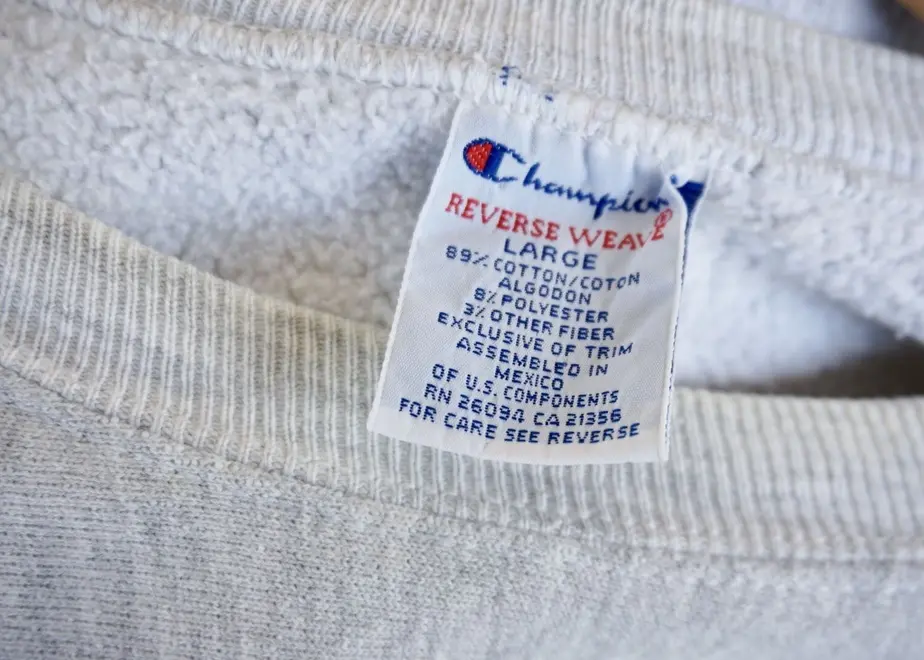 Champion
REVERSE WEAVE®
LARGE
89% COTTON/COTON
ALGODON
8% POLYESTER
3% OTHER FIBER
EXCLUSIVE OF TRIM
ASSEMBLED IN
MEXICO
OF U.S. COMPONENTS
RN 26094 CA 21356
FOR CARE SEE REVERSE